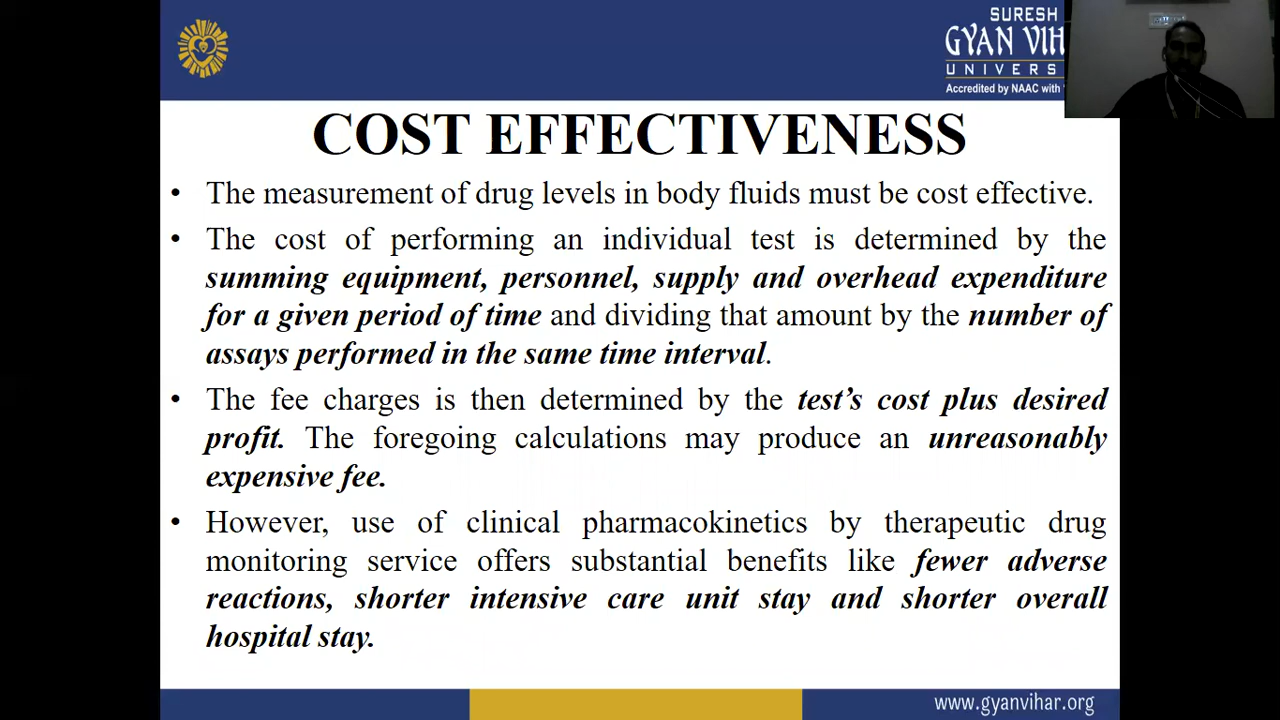 SURESH
GYAN VIH
UNIVERS
Accredited by NAAC with
COST EFFECTIVENESS
• The measurement of drug levels in body fluids must be cost effective.
• The cost of performing an individual test is determined by the
summing equipment, personnel, supply and overhead expenditure
for a given period of time and dividing that amount by the number of
assays performed in the same time interval.
• The fee charges is then determined by the test’s cost plus desired
profit. The foregoing calculations may produce an unreasonably
expensive fee.
• However, use of clinical pharmacokinetics by therapeutic drug
monitoring service offers substantial benefits like fewer adverse
reactions, shorter intensive care unit stay and shorter overall
hospital stay.
www.gyanvihar.org